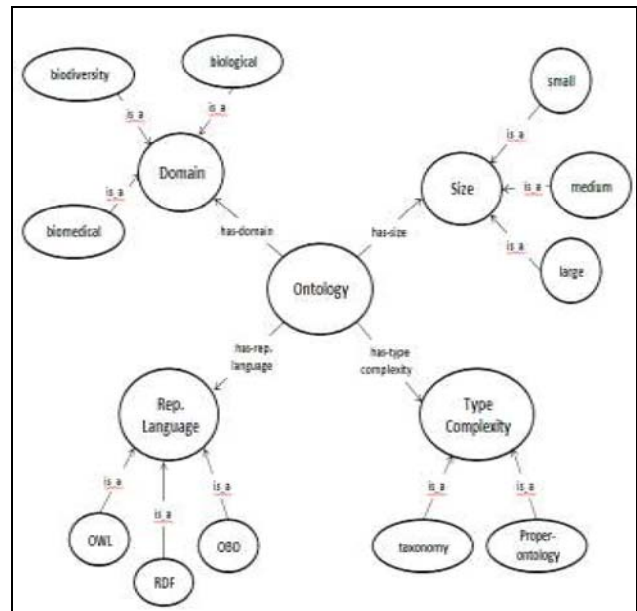 biodiversity
biological
is a
is a
Domain
is a
biomedical
has-domain
small
is a
Size
is a
medium
is a
large
has-size
Ontology
has-rep.
language
has-type
complexity
Rep.
Language
is a
is a
is a
OWL
RDF
OBO
Type
Complexity
is a
is a
taxonomy
Proper-
ontology